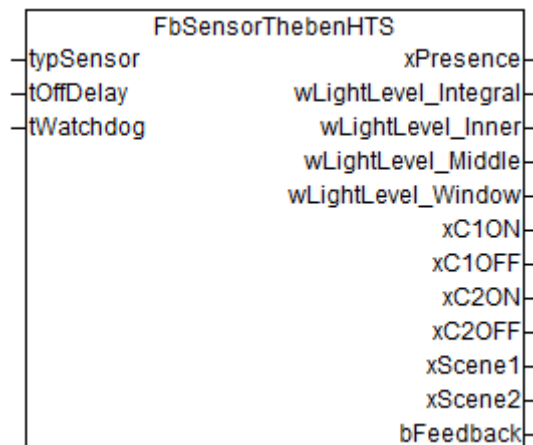 FbSensorThebenHTS
typSensor xPresence
tOffDelay wLightLevel_Integral
tWatchdog wLightLevel_Inner
wLightLevel_Middle
wLightLevel_Window
xC1ON
xC1OFF
xC2ON
xC2OFF
xScene1
xScene2
bFeedback